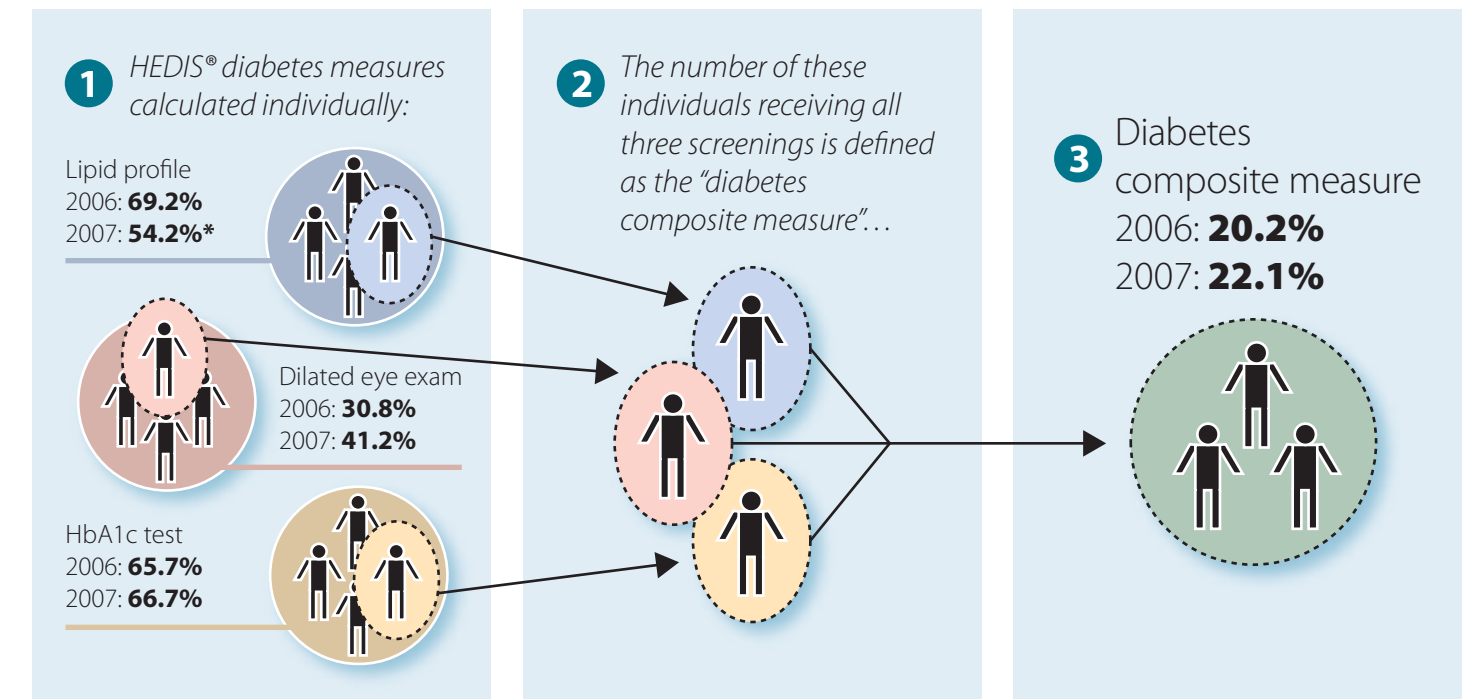 1
HEDIS® diabetes measures
calculated individually:
Lipid profile
2006: 69.2%
2007: 54.2%*
Dilated eye exam
2006: 30.8%
2007: 41.2%
HbA1c test
2006: 65.7%
2007: 66.7%
2
The number of these
individuals receiving all
three screenings is defined
as the “diabetes
composite measure”…
3
Diabetes
composite measure
2006: 20.2%
2007: 22.1%